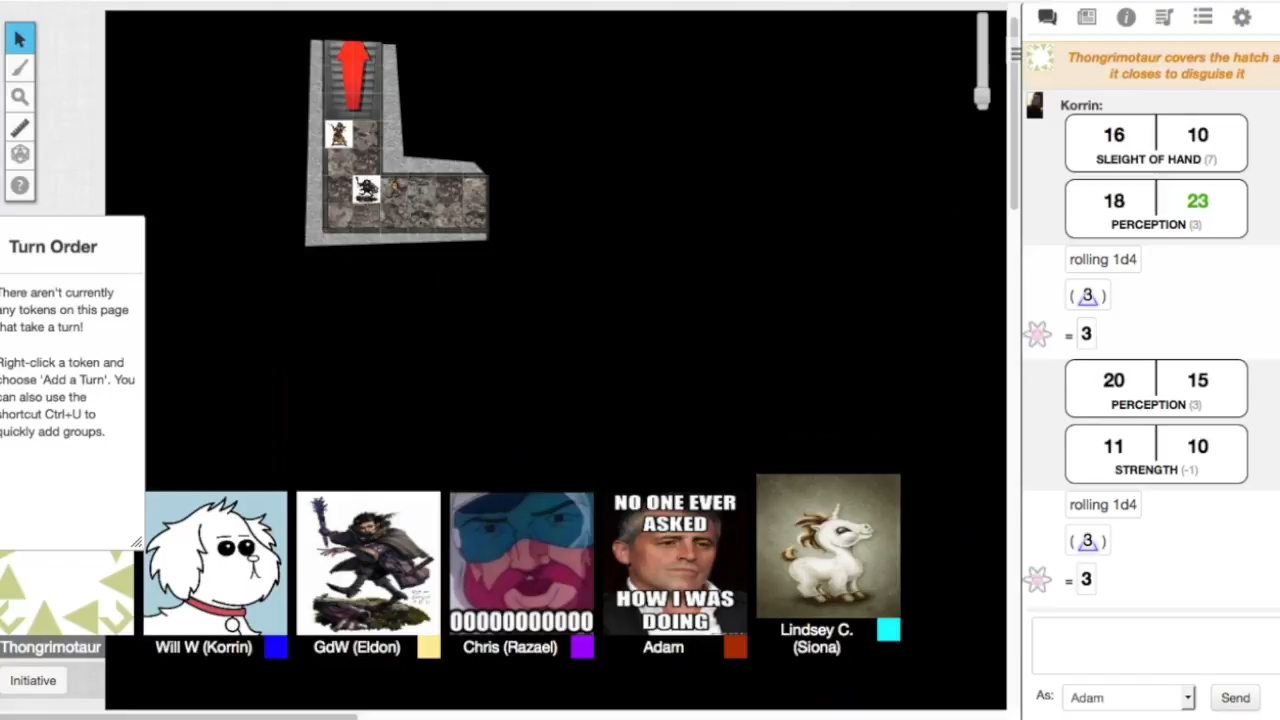 Turn Order
There aren't currently
any tokens on this page
that take a turn!
Right-click a token and
choose 'Add a Turn'. You
can also use the
shortcut Ctrl+U to
quickly add groups.
Thongrimotaur
Initiative
Will W (Korrin)
GdW (Eldon)
OOOOOOOOOOO
Chris (Razael)
NO ONE EVER
ASKED
HOW I WAS
DOING
Adam
Lindsey C.
(Siona)
Thongrimotaur covers the hatch a
it closes to disguise it
Korrin:
16 10
SLEIGHT OF HAND (7)
18 23
PERCEPTION (3)
rolling 1d4
( 3 )
= 3
20 15
PERCEPTION (3)
11 10
STRENGTH (-1)
rolling 1d4
( 3 )
= 3
As: Adam Send